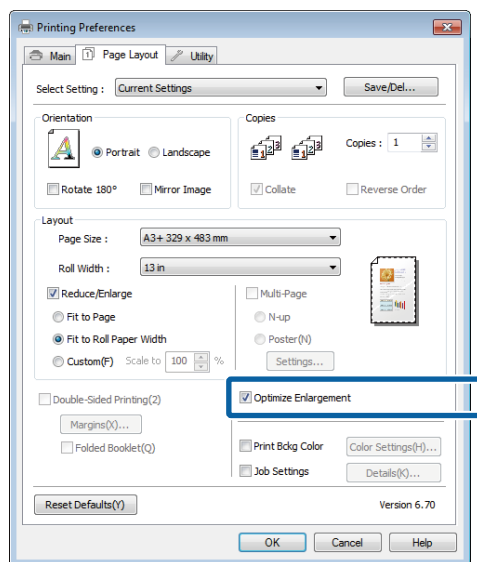 Printing Preferences
Main Page Layout Utility
Select Setting : Current Settings Save/Del...
Orientation
Portrait Landscape
Rotate 180° Mirror Image
Copies
Copies : 1
Collate Reverse Order
Layout
Page Size : A3+ 329 x 483 mm
Roll Width : 13 in
Reduce/Enlarge
Fit to Page
Fit to Roll Paper Width
Custom(F) Scale to 100 %
Multi-Page
N-up
Poster(N)
Settings...
Double-Sided Printing(2)
Margins(X)...
Folded Booklet(Q)
Optimize Enlargement
Print Bckg Color Color Settings(H)...
Job Settings Details(K)...
Reset Defaults(Y) Version 6.70
OK Cancel Help